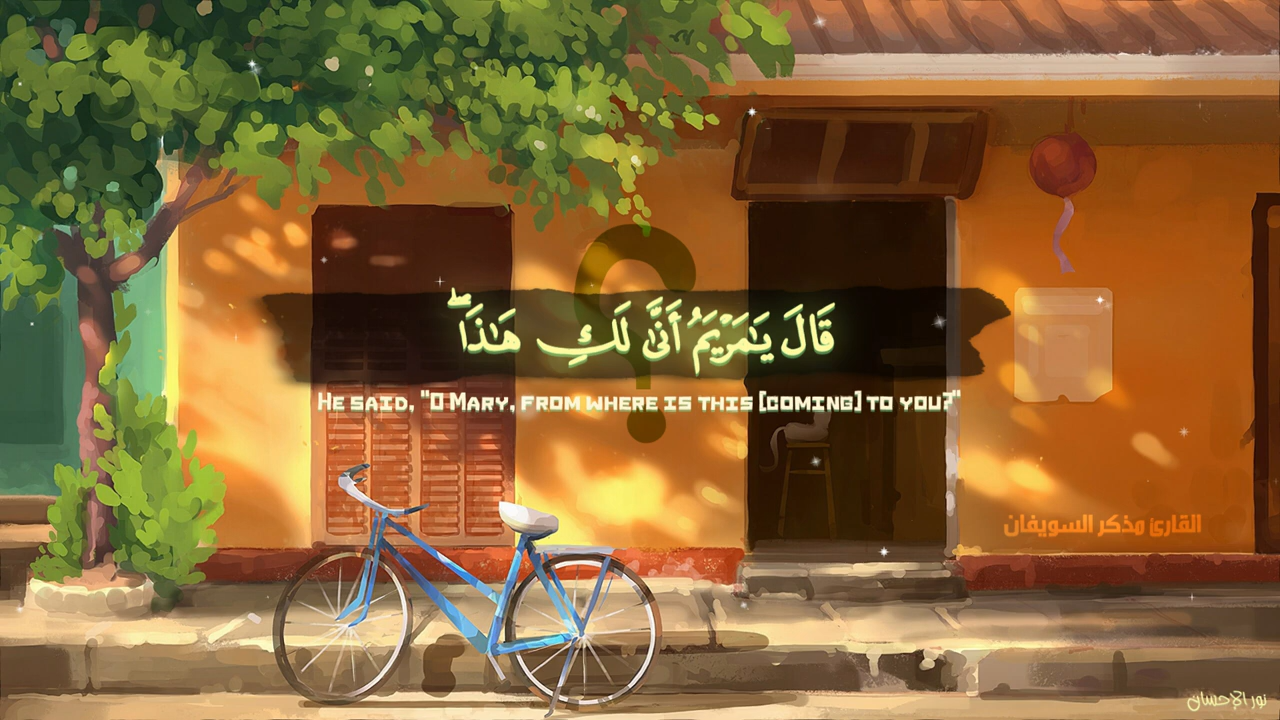 قَالَ يَـٰمَرْيَمُ أَنَّىٰ لَكِ هَـٰذَا ۖ
He said, "O Mary, from where is this [coming] to you?"
القارئ مذكر السويفان
نور الإحسان